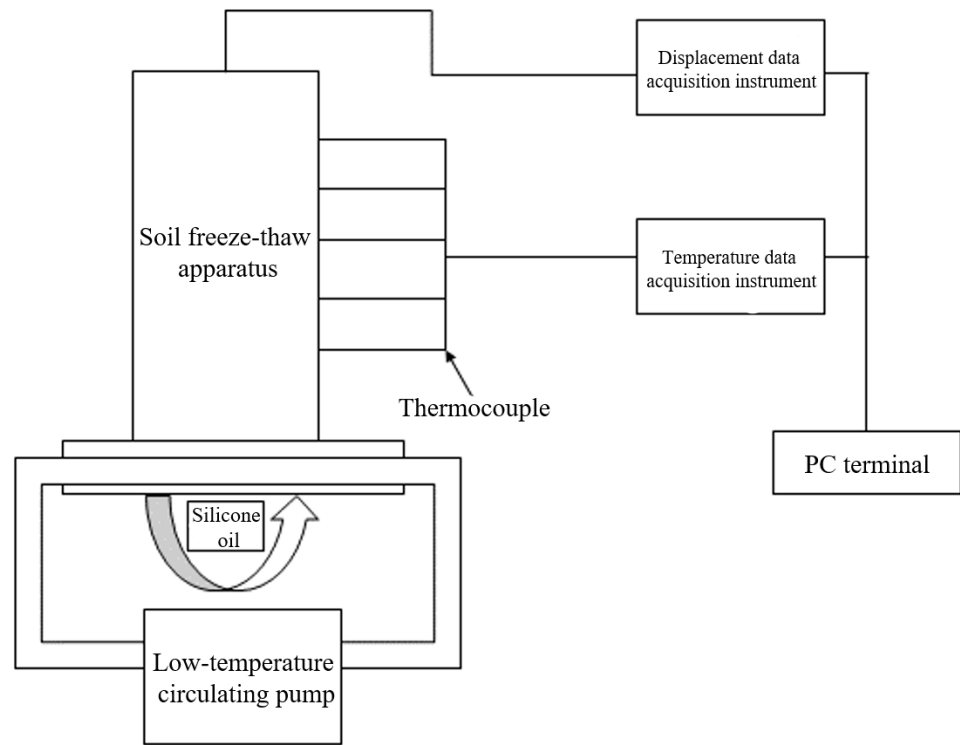 Displacement data
acquisition instrument
Soil freeze-thaw
apparatus
Temperature data
acquisition instrument
Thermocouple
PC terminal
Silicone
oil
Low-temperature
circulating pump